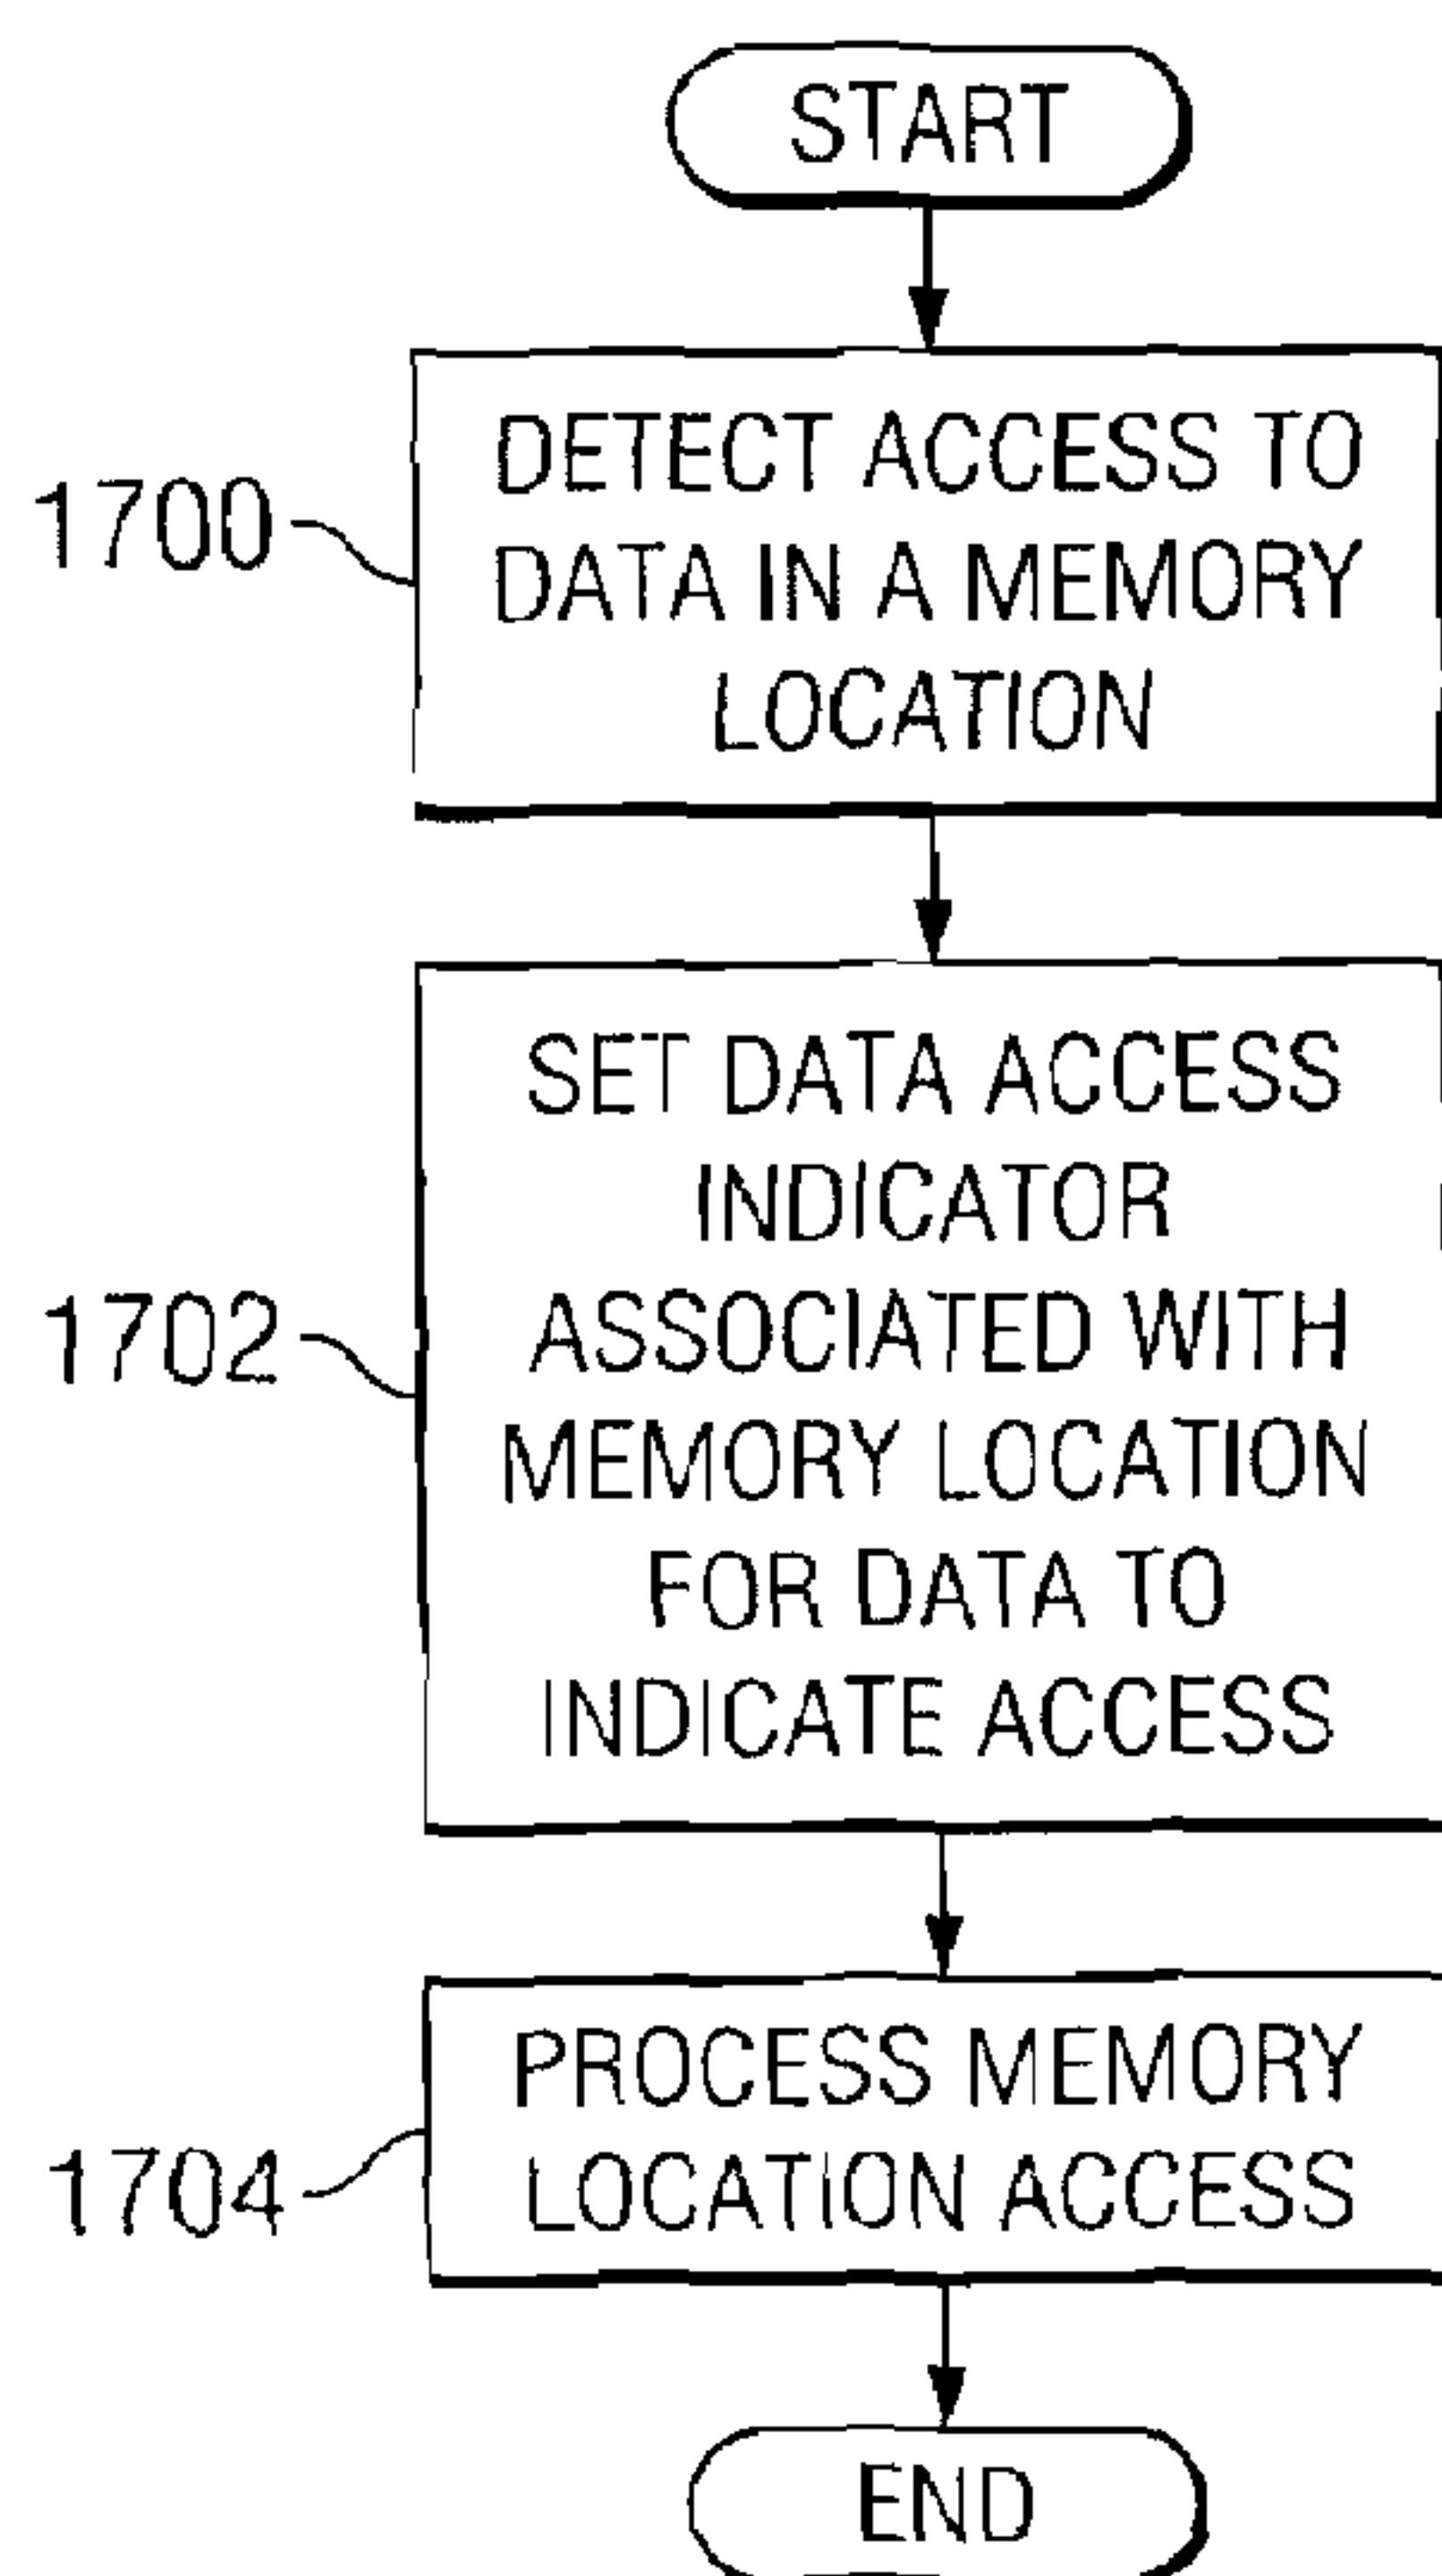 START
1700
DETECT ACCESS TO
DATA IN A MEMORY
LOCATION
1702
SET DATA ACCESS
INDICATOR
ASSOCIATED WITH
MEMORY LOCATION
FOR DATA TO
INDICATE ACCESS
1704
PROCESS MEMORY
LOCATION ACCESS
END